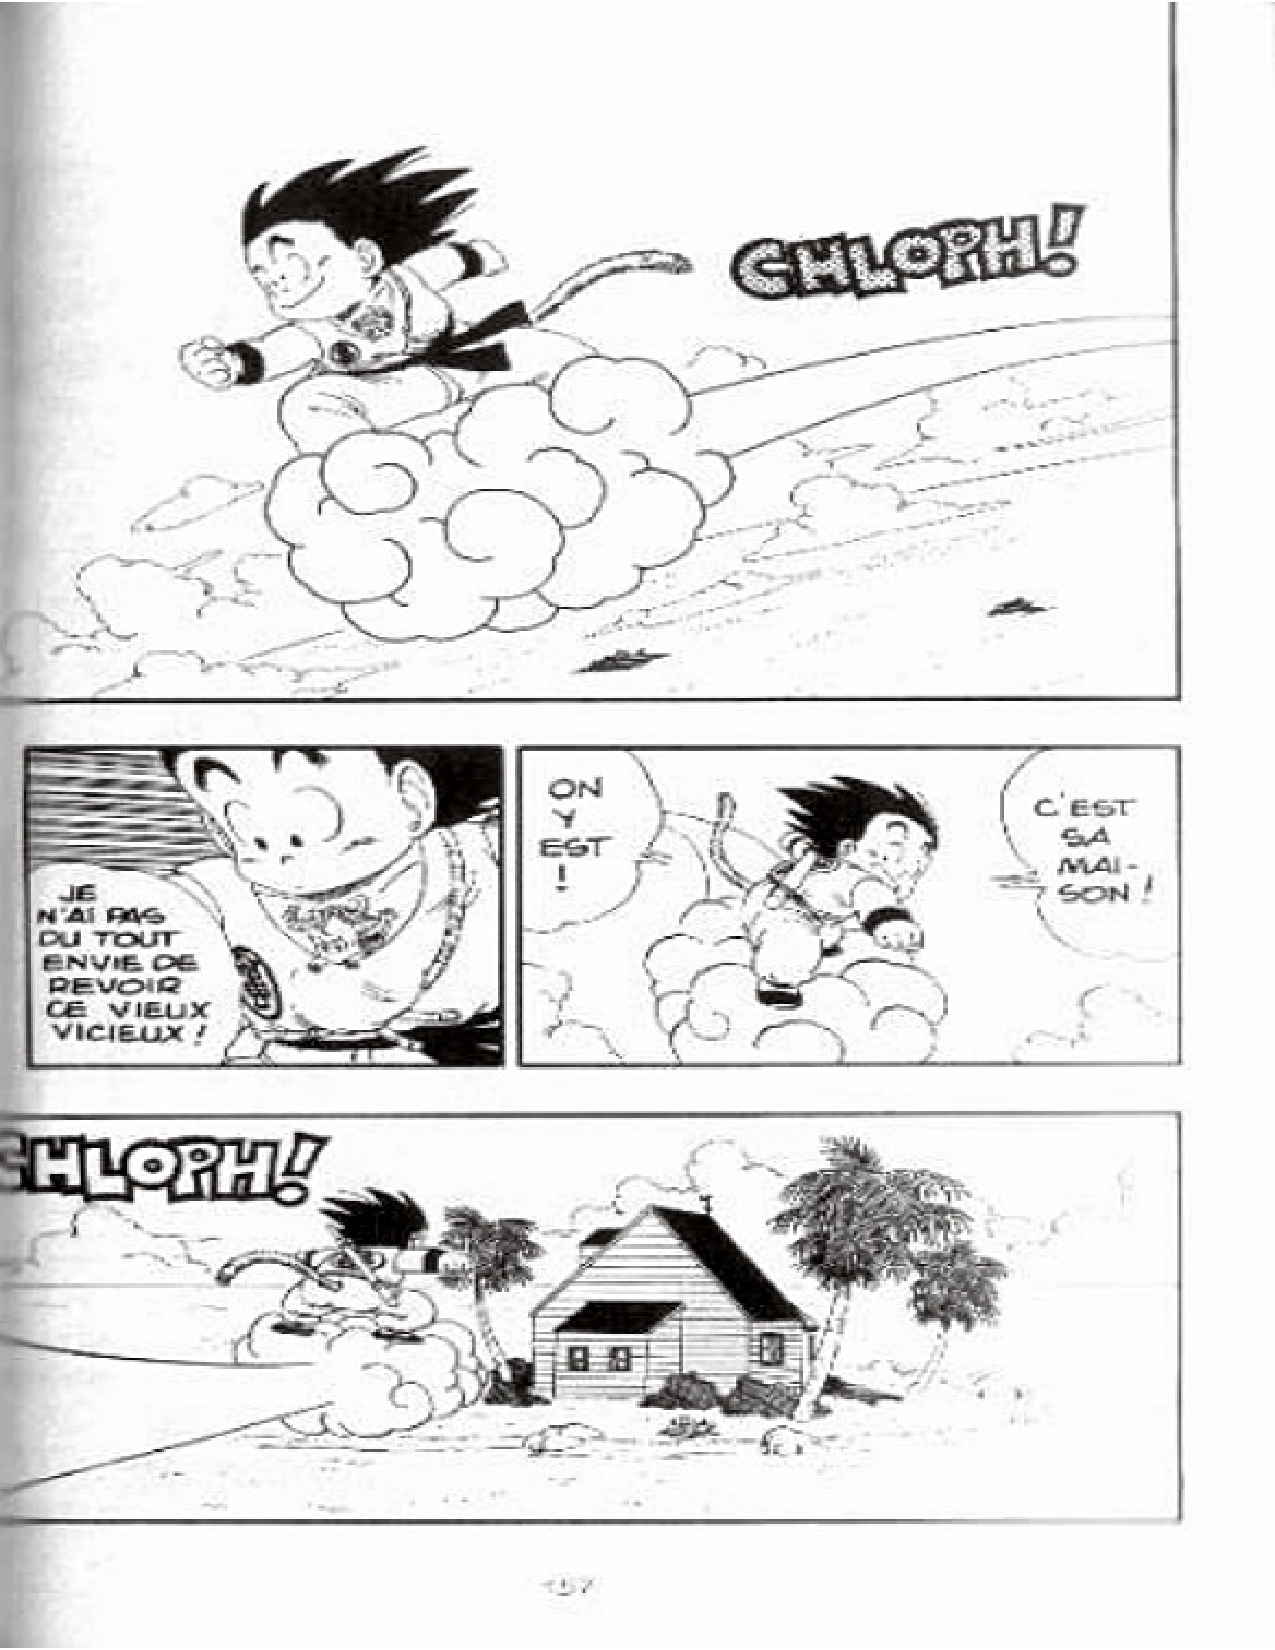 CHLOPH!
ON
Y
EST
!
C'EST
SA
MAI-
SON!
JE
N'AI PAS
DU TOUT
ENVIE DE
REVOIR
CE VIEUX
VICIEUX!
CHLOPH!
157